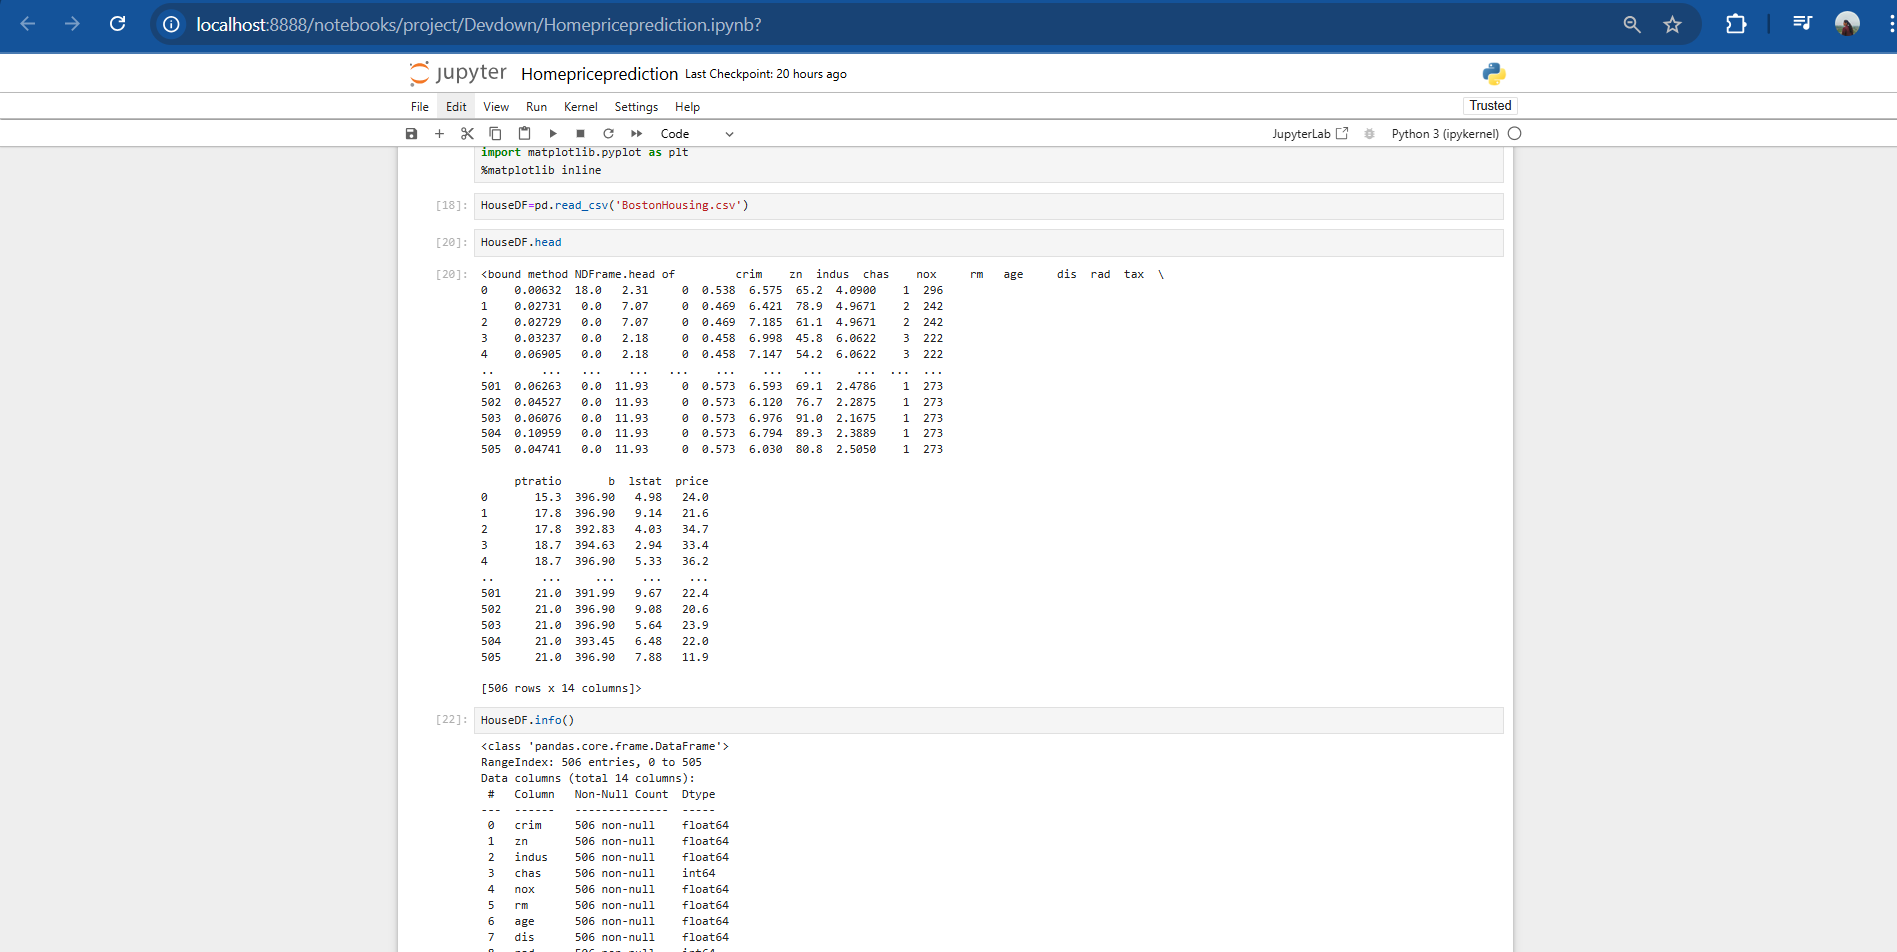 localhost:8888/notebooks/project/Devdown/Homepriceprediction.ipynb?
jupyter Homepriceprediction Last Checkpoint: 20 hours ago
File Edit View Run Kernel Settings Help Trusted
Code JupyterLab Python 3 (ipykernel)
import matplotlib.pyplot as plt
%matplotlib inline
[18]: HouseDF=pd.read_csv('BostonHousing.csv')
[20]: HouseDF.head
[20]: <bound method NDFrame.head of crim zn indus chas nox rm age dis rad tax \
0 0.00632 18.0 2.31 0 0.538 6.575 65.2 4.0900 1 296
1 0.02731 0.0 7.07 0 0.469 6.421 78.9 4.9671 2 242
2 0.02729 0.0 7.07 0 0.469 7.185 61.1 4.9671 2 242
3 0.03237 0.0 2.18 0 0.458 6.998 45.8 6.0622 3 222
4 0.06905 0.0 2.18 0 0.458 7.147 54.2 6.0622 3 222
.. ... ... ... ... ... ... ... ... ... ...
501 0.06263 0.0 11.93 0 0.573 6.593 69.1 2.4786 1 273
502 0.04527 0.0 11.93 0 0.573 6.120 76.7 2.2875 1 273
503 0.06076 0.0 11.93 0 0.573 6.976 91.0 2.1675 1 273
504 0.10959 0.0 11.93 0 0.573 6.794 89.3 2.3889 1 273
505 0.04741 0.0 11.93 0 0.573 6.030 80.8 2.5050 1 273
ptratio b lstat price
0 15.3 396.90 4.98 24.0
1 17.8 396.90 9.14 21.6
2 17.8 392.83 4.03 34.7
3 18.7 394.63 2.94 33.4
4 18.7 396.90 5.33 36.2
.. ... ... ... ...
501 21.0 391.99 9.67 22.4
502 21.0 396.90 9.08 20.6
503 21.0 396.90 5.64 23.9
504 21.0 393.45 6.48 22.0
505 21.0 396.90 7.88 11.9
[506 rows x 14 columns]>
[22]: HouseDF.info()
<class 'pandas.core.frame.DataFrame'>
RangeIndex: 506 entries, 0 to 505
Data columns (total 14 columns):
# Column Non-Null Count Dtype
--- ------ -------------- -----
0 crim 506 non-null float64
1 zn 506 non-null float64
2 indus 506 non-null float64
3 chas 506 non-null int64
4 nox 506 non-null float64
5 rm 506 non-null float64
6 age 506 non-null float64
7 dis 506 non-null float64